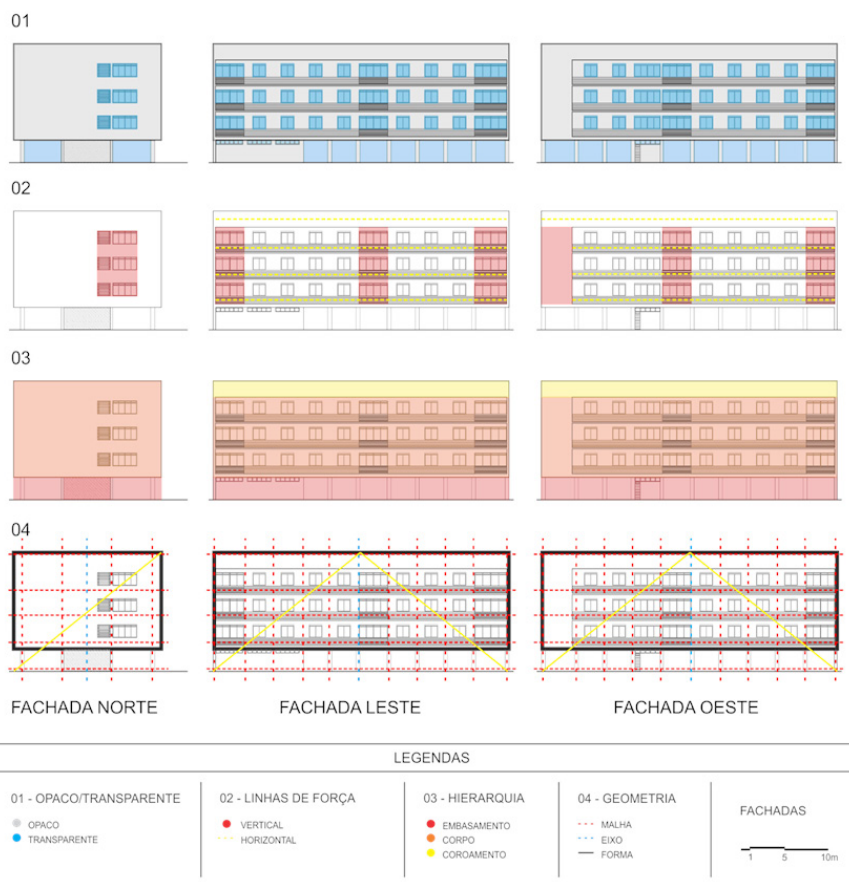 01
02
03
04
FACHADA NORTE
FACHADA LESTE
FACHADA OESTE
LEGENDAS
01 - OPACO/TRANSPARENTE
OPACO
TRANSPARENTE
02 - LINHAS DE FORÇA
VERTICAL
HORIZONTAL
03 - HIERARQUIA
EMBASAMENTO
CORPO
COROAMENTO
04 - GEOMETRIA
MALHA
EIXO
FORMA
FACHADAS
1 5 10m